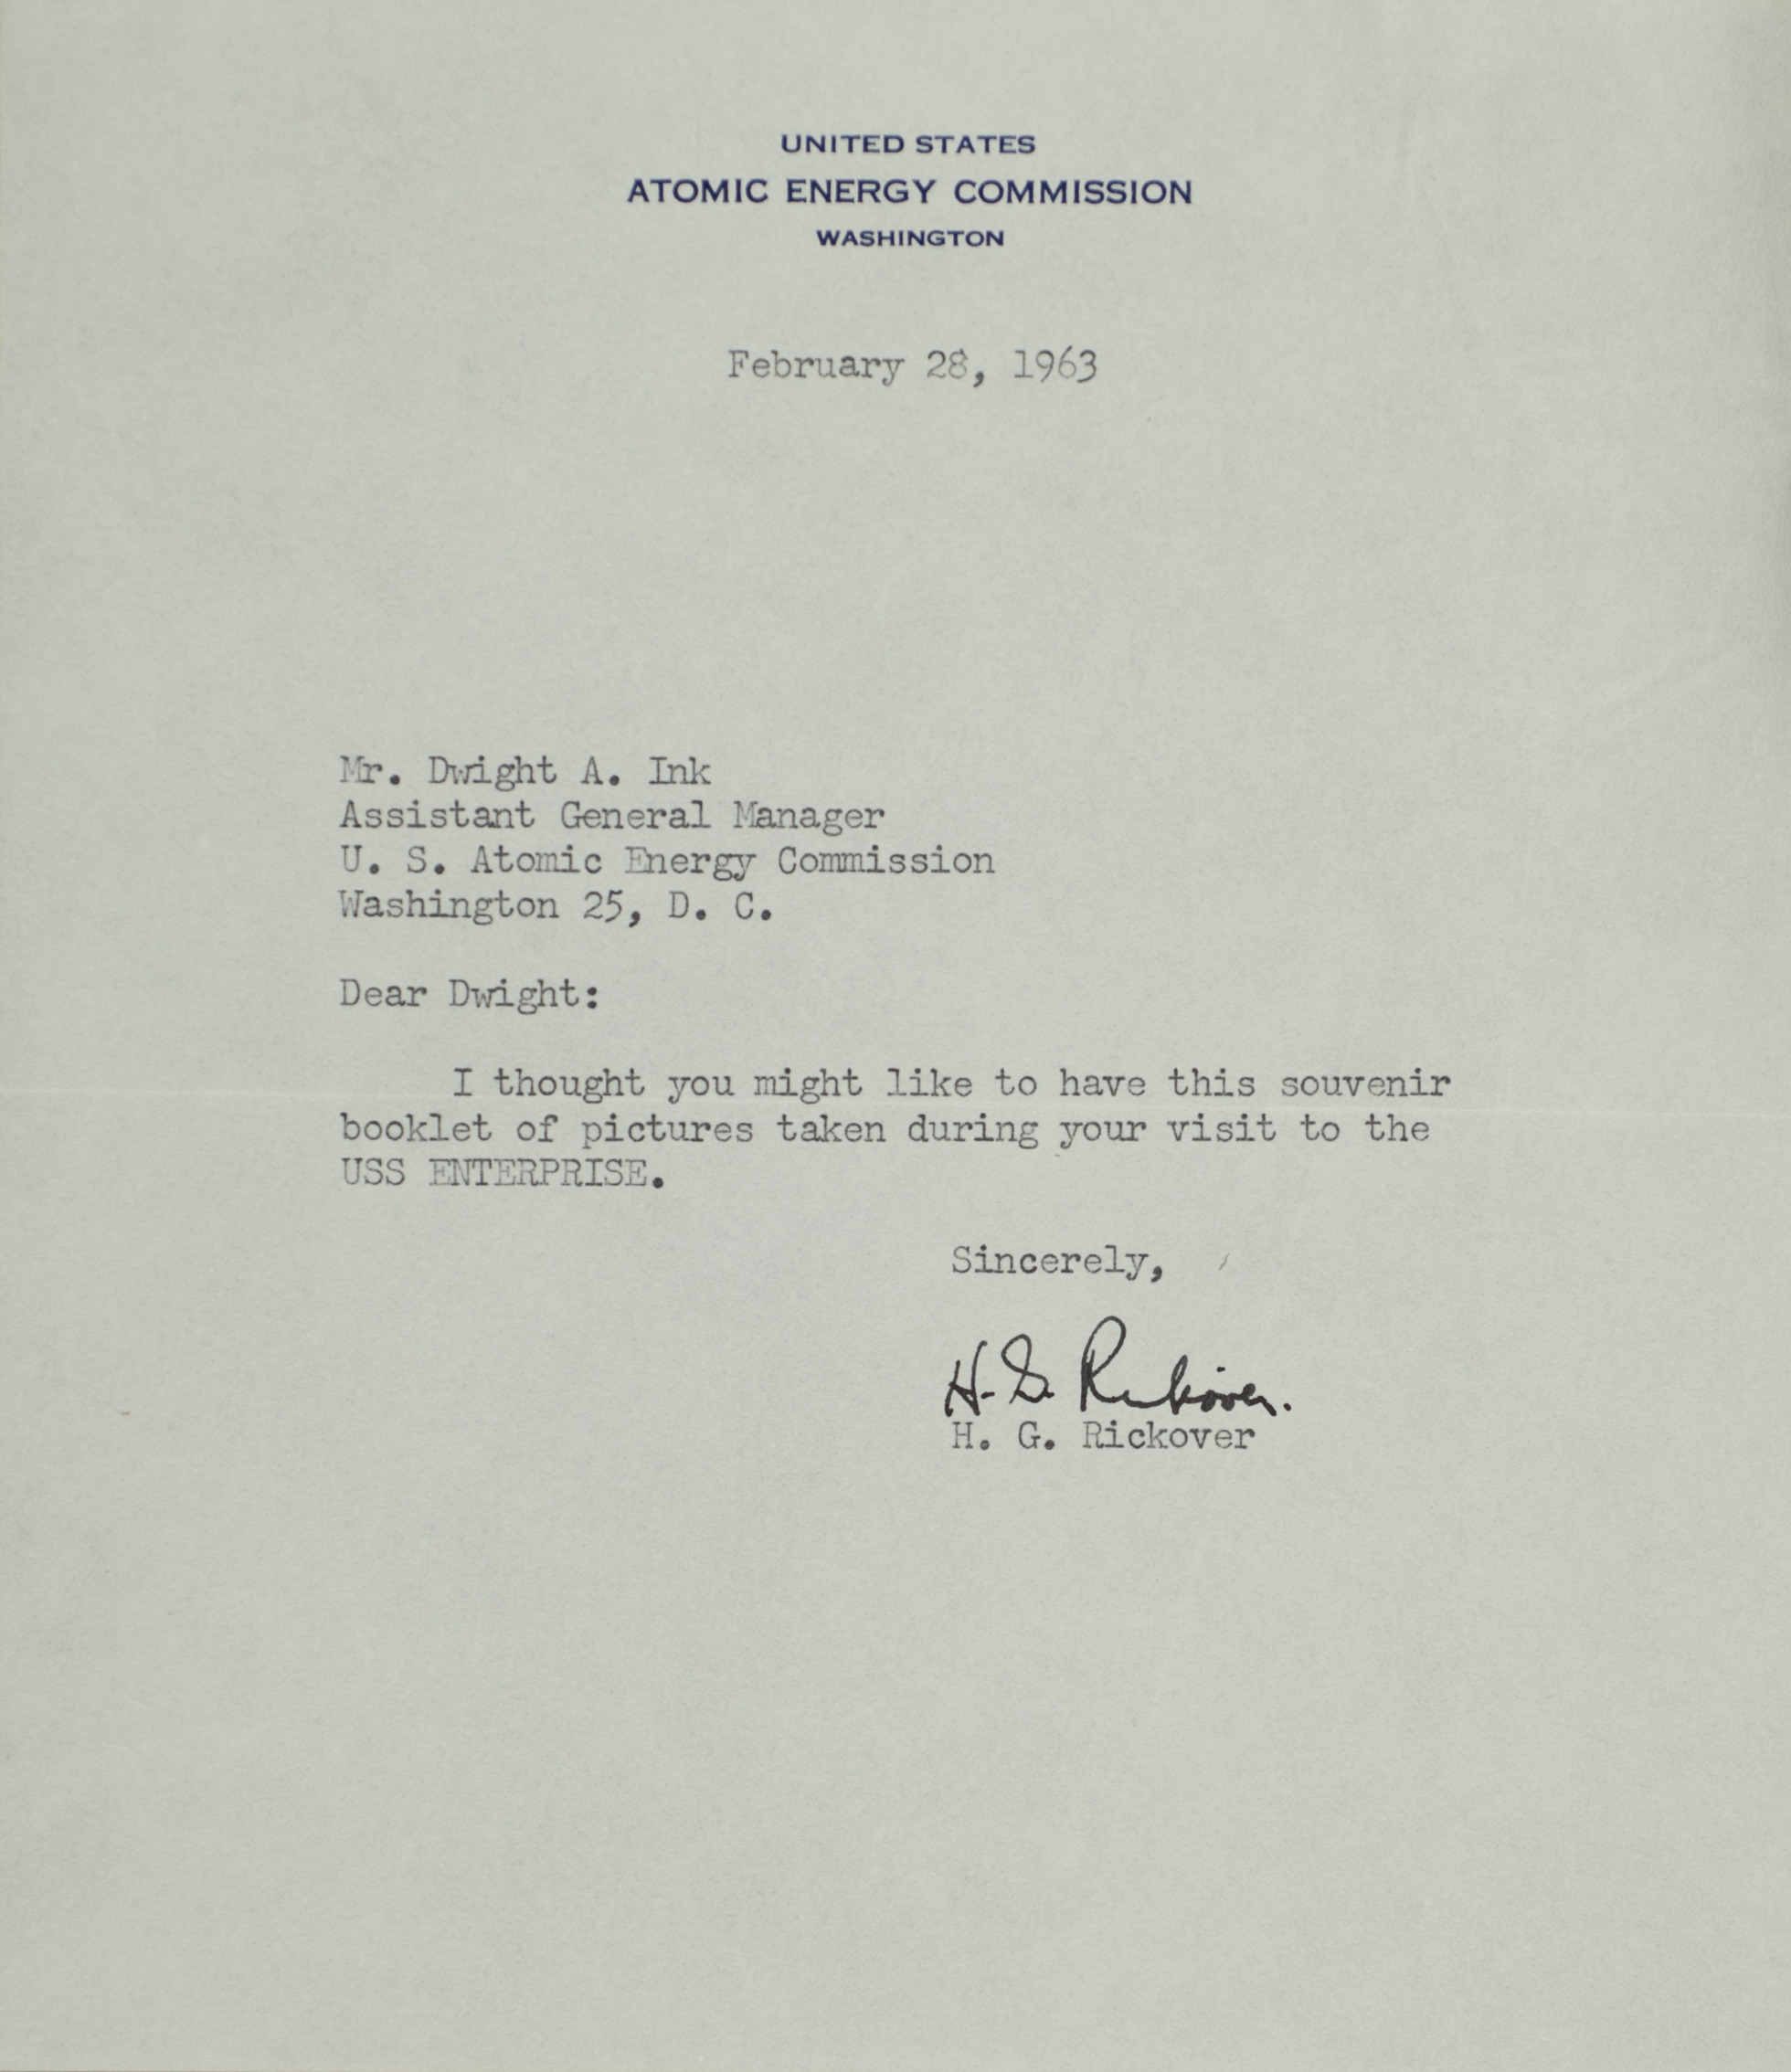 UNITED STATES
ATOMIC ENERGY COMMISSION
WASHINGTON
February 28, 1963
Mr. Dwight A. Ink
Assistant General Manager
U. S. Atomic Energy Commission
Washington 25, D. C.
Dear Dwight:
I thought you might like to have this souvenir
booklet of pictures taken during your visit to the
USS ENTERPRISE.
Sincerely,
H. G. Rickover.
H. G. Rickover